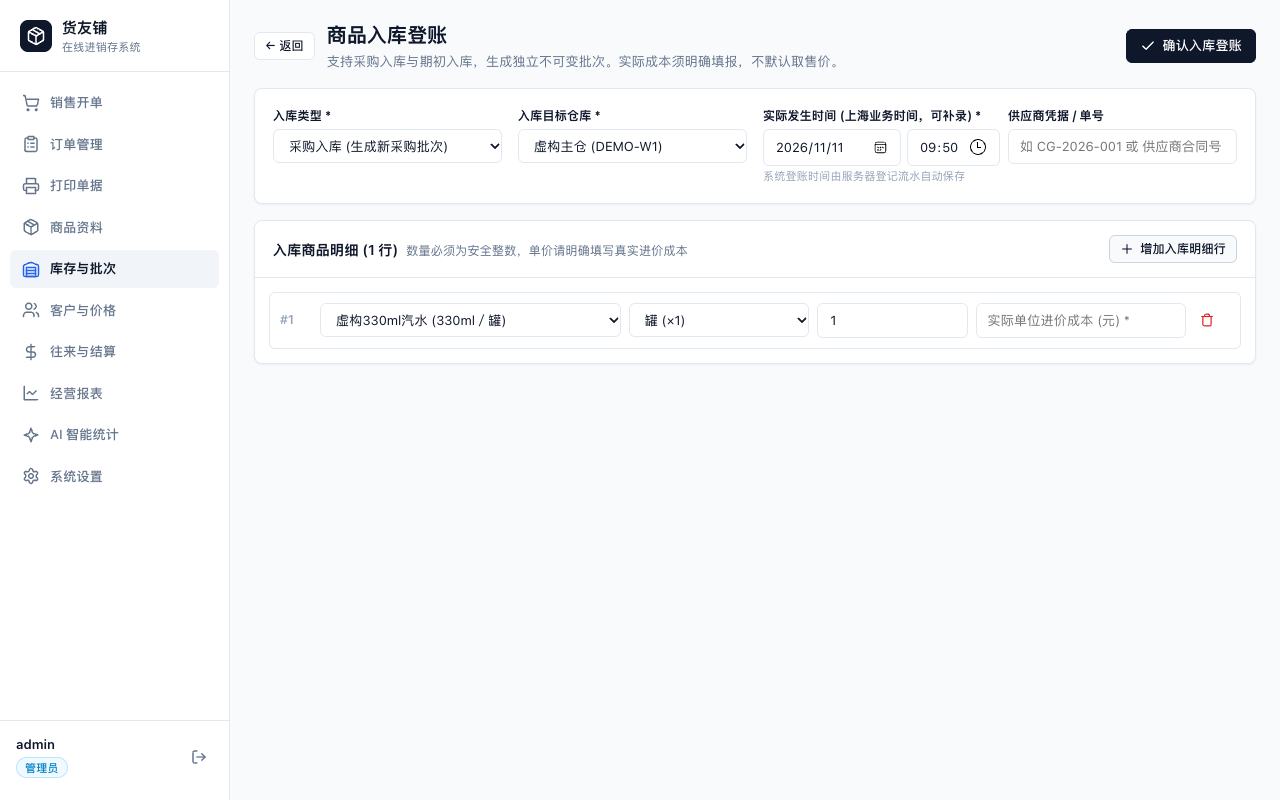 货友铺
在线进销存系统
销售开单
订单管理
打印单据
商品资料
库存与批次
客户与价格
往来与结算
经营报表
AI 智能统计
系统设置
admin
管理员
← 返回
商品入库登账
支持采购入库与期初入库，生成独立不可变批次。实际成本须明确填报，不默认取售价。
确认入库登账
入库类型 *
采购入库 (生成新采购批次)
入库目标仓库 *
虚构主仓 (DEMO-W1)
实际发生时间 (上海业务时间，可补录) *
2026/11/11
09:50
系统登账时间由服务器登记流水自动保存
供应商凭据 / 单号
如 CG-2026-001 或 供应商合同号
入库商品明细 (1 行) 数量必须为安全整数，单价请明确填写真实进价成本
增加入库明细行
#1
虚构330ml汽水 (330ml / 罐)
罐 (×1)
1
实际单位进价成本 (元) *